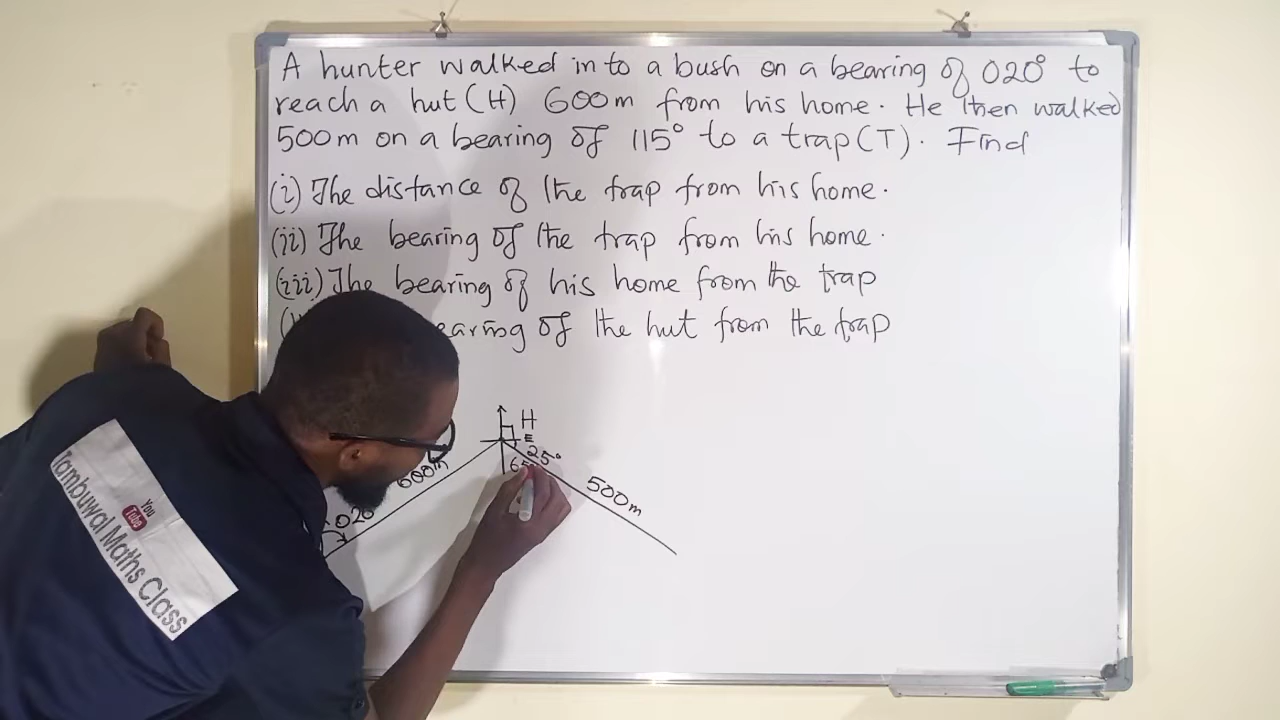 A hunter walked in to a bush on a bearing of 020° to
reach a hut (H) 600m from his home. He then walked
500m on a bearing of 115° to a trap (T). Find
(i) The distance of the trap from his home.
(ii) The bearing of the trap from his home.
(iii) The bearing of his home from the trap
earing of the hut from the trap
H
E
25°
600m
500m
020
You
Tube
Tambuwal Maths Class